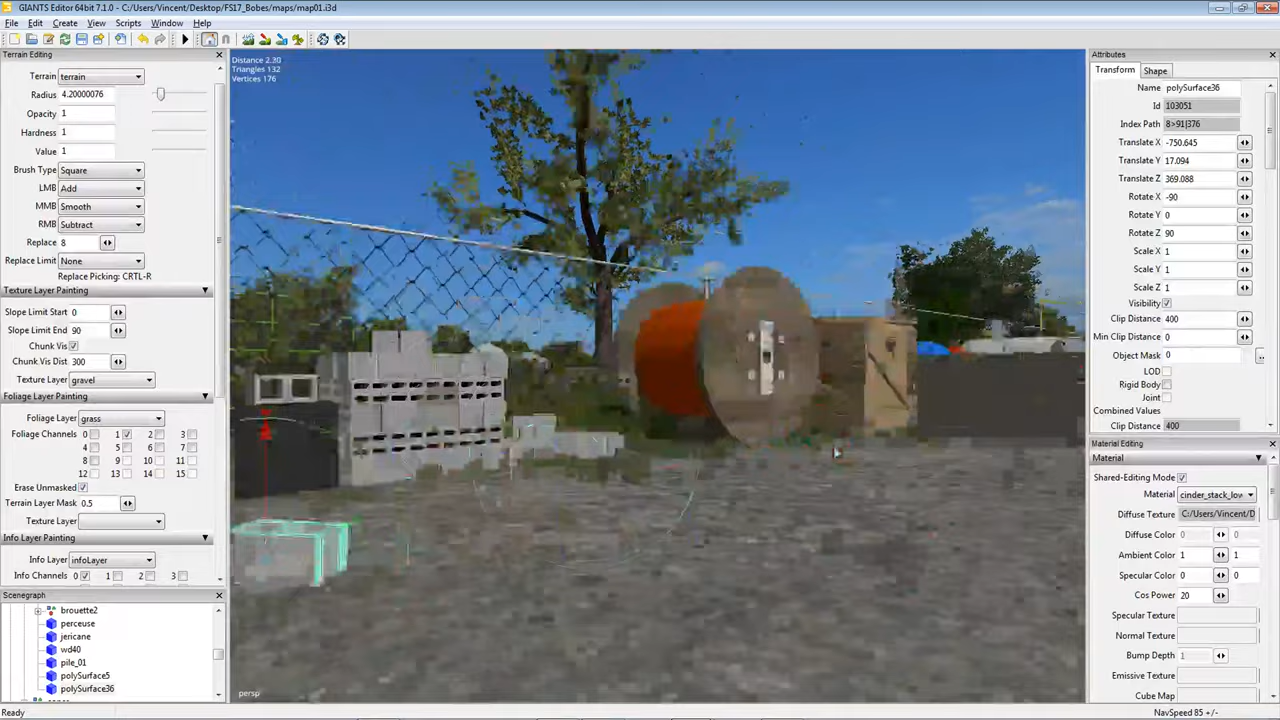 GIANTS Editor 64bit 7.1.0 - C:/Users/Vincent/Desktop/FS17_Bobes/maps/map01.i3d
File Edit Create View Scripts Window Help
Terrain Editing
Terrain terrain
Radius 4.20000076
Opacity 1
Hardness 1
Value 1
Brush Type Square
LMB Add
MMB Smooth
RMB Subtract
Replace 8
Replace Limit None
Replace Picking: CRTL-R
Texture Layer Painting
Slope Limit Start 0
Slope Limit End 90
Chunk Vis
Chunk Vis Dist 300
Texture Layer gravel
Foliage Layer Painting
Foliage Layer grass
Foliage Channels 0 1 2 3
4 5 6 7
8 9 10 11
12 13 14 15
Erase Unmasked
Terrain Layer Mask 0.5
Texture Layer
Info Layer Painting
Info Layer infoLayer
Info Channels 0 1 2 3
Scenegraph
brouette2
perceuse
jericane
wd40
pile_01
polySurface5
polySurface36
Ready
Distance 2.30
Triangles 132
Vertices 176
persp
Attributes
Transform Shape
Name polySurface36
Id 103051
Index Path 8>91|376
Translate X -750.645
Translate Y 17.094
Translate Z 369.088
Rotate X -90
Rotate Y 0
Rotate Z 90
Scale X 1
Scale Y 1
Scale Z 1
Visibility
Clip Distance 400
Min Clip Distance 0
Object Mask 0
LOD
Rigid Body
Joint
Combined Values
Clip Distance 400
Material Editing
Material
Shared-Editing Mode
Material cinder_stack_low
Diffuse Texture C:/Users/Vincent/D
Diffuse Color 0 0
Ambient Color 1 1
Specular Color 0 0
Cos Power 20
Specular Texture
Normal Texture
Bump Depth 1
Emissive Texture
Cube Map
NavSpeed 85 +/-